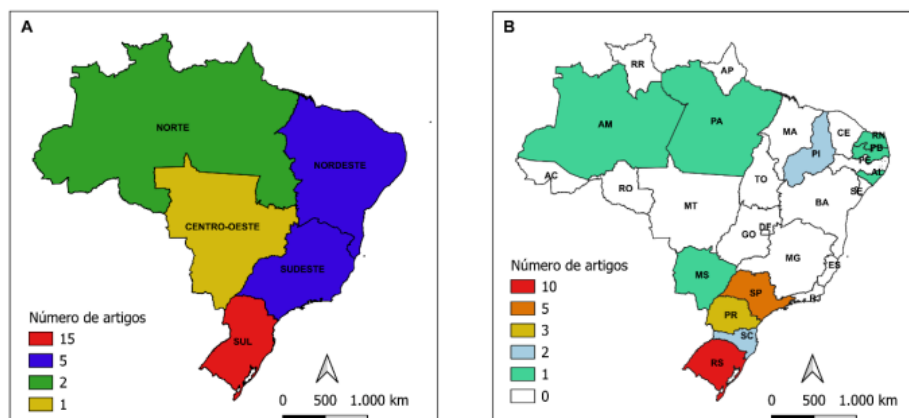 A
NORTE
NORDESTE
CENTRO-OESTE
SUDESTE
SUL
Número de artigos
15
5
2
1
0 500 1.000 km
B
RR
AP
AM
PA
MA
CE
RN
PB
PE
PI
AL
SE
AC
RO
TO
BA
MT
DF
GO
MG
ES
MS
SP
RJ
PR
SC
RS
Número de artigos
10
5
3
2
1
0
0 500 1.000 km